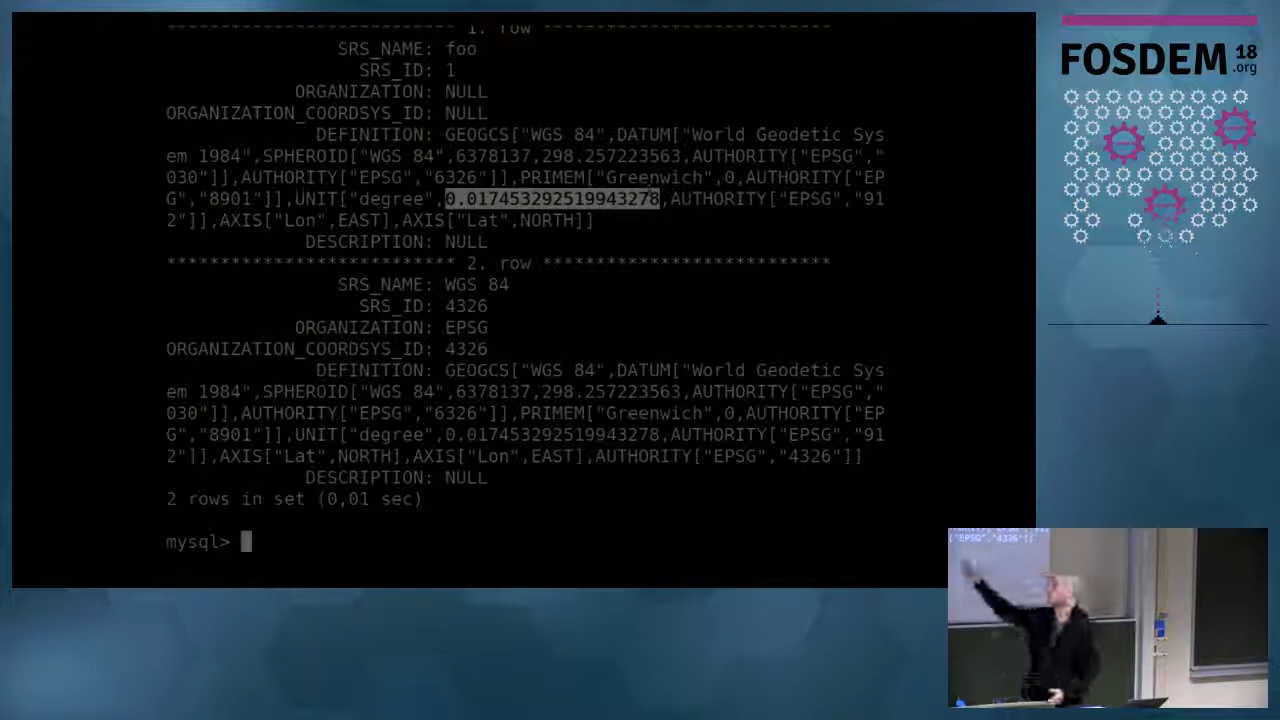 *************************** 1. row ***************************
SRS_NAME: foo
SRS_ID: 1
ORGANIZATION: NULL
ORGANIZATION_COORDSYS_ID: NULL
DEFINITION: GEOGCS["WGS 84",DATUM["World Geodetic Sys
em 1984",SPHEROID["WGS 84",6378137,298.257223563,AUTHORITY["EPSG","
030"]],AUTHORITY["EPSG","6326"]],PRIMEM["Greenwich",0,AUTHORITY["EP
G","8901"]],UNIT["degree",0.017453292519943278,AUTHORITY["EPSG","91
2"]],AXIS["Lon",EAST],AXIS["Lat",NORTH]]
DESCRIPTION: NULL
*************************** 2. row ***************************
SRS_NAME: WGS 84
SRS_ID: 4326
ORGANIZATION: EPSG
ORGANIZATION_COORDSYS_ID: 4326
DEFINITION: GEOGCS["WGS 84",DATUM["World Geodetic Sys
em 1984",SPHEROID["WGS 84",6378137,298.257223563,AUTHORITY["EPSG","
030"]],AUTHORITY["EPSG","6326"]],PRIMEM["Greenwich",0,AUTHORITY["EP
G","8901"]],UNIT["degree",0.017453292519943278,AUTHORITY["EPSG","91
2"]],AXIS["Lat",NORTH],AXIS["Lon",EAST],AUTHORITY["EPSG","4326"]]
DESCRIPTION: NULL
2 rows in set (0,01 sec)
mysql>
FOSDEM 18
.org
["EPSG","4326"]]